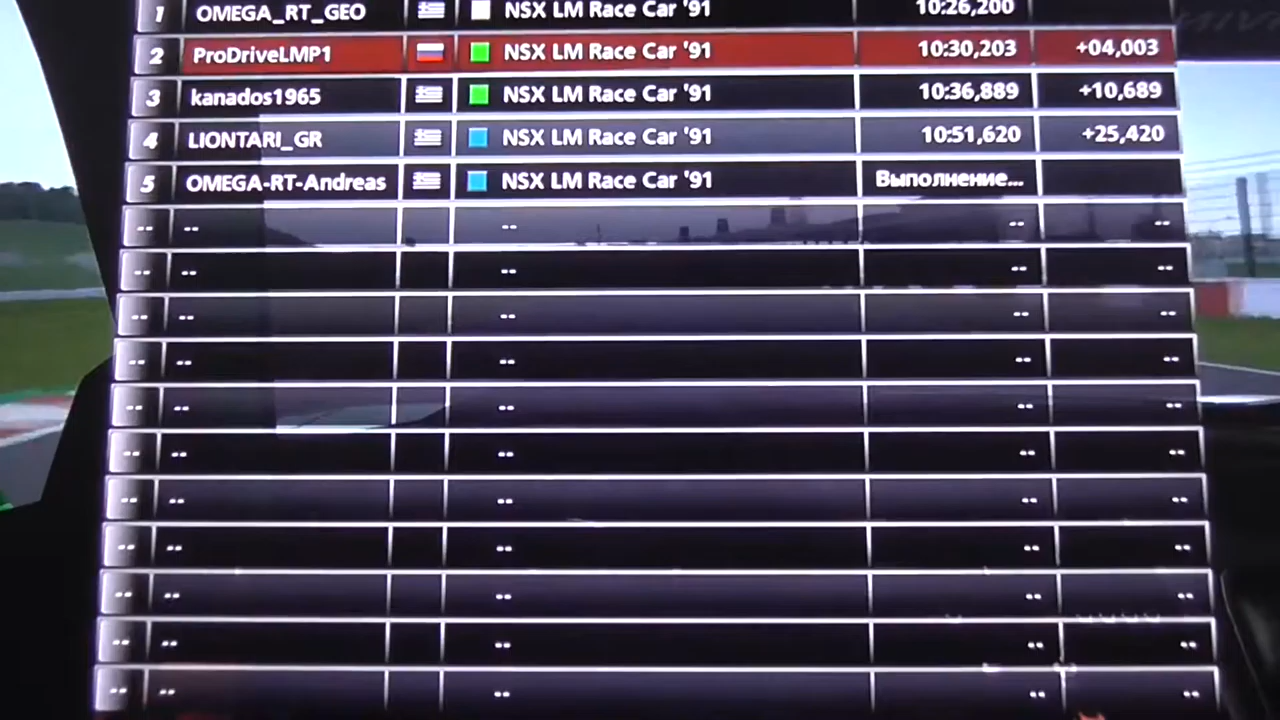 1 OMEGA_RT_GEO NSX LM Race Car '91 10:26,200
2 ProDriveLMP1 NSX LM Race Car '91 10:30,203 +04,003
3 kanados1965 NSX LM Race Car '91 10:36,889 +10,689
4 LIONTARI_GR NSX LM Race Car '91 10:51,620 +25,420
5 OMEGA-RT-Andreas NSX LM Race Car '91 Выполнение...
-- -- -- -- --
-- -- -- -- --
-- -- -- -- --
-- -- -- -- --
-- -- -- -- --
-- -- -- -- --
-- -- -- -- --
-- -- -- -- --
-- -- -- -- --
-- -- -- -- --
-- -- -- -- --